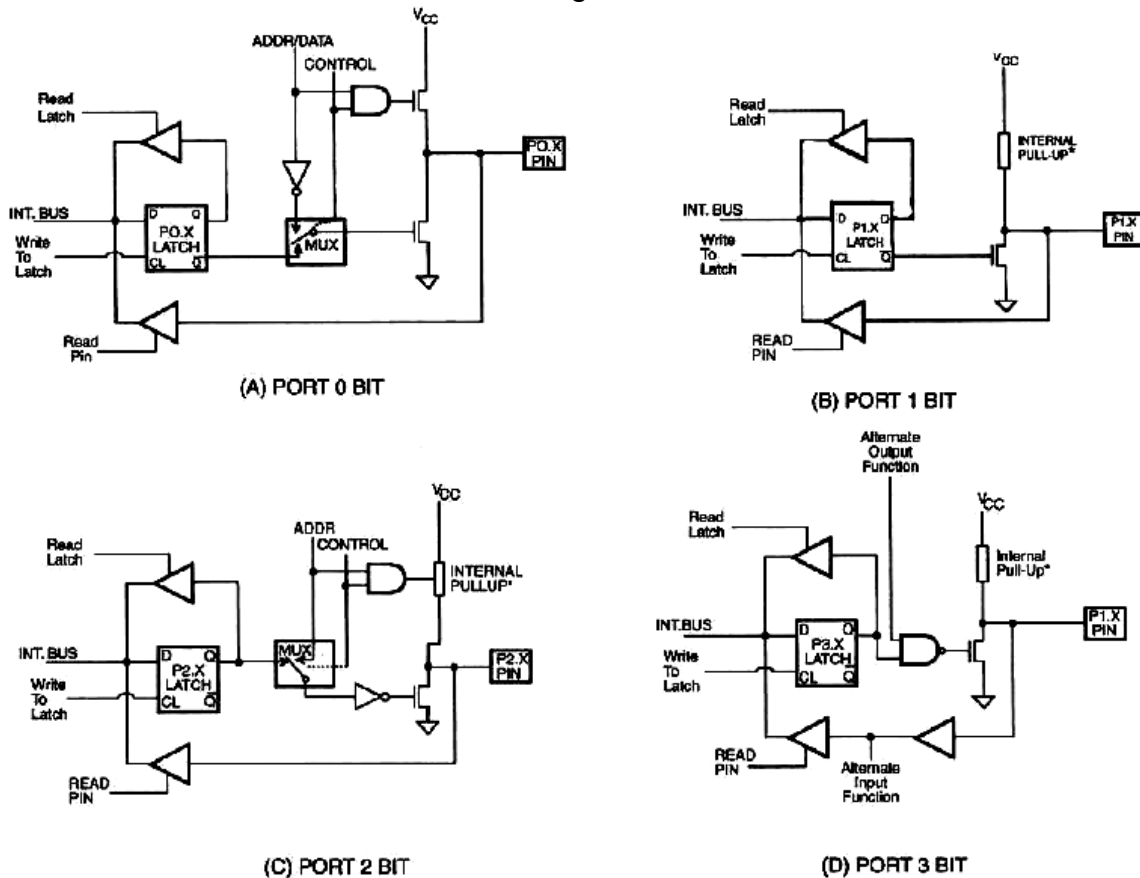 VCC
ADDR/DATA
CONTROL
Read
Latch
P0.X
PIN
INT. BUS
D Q
P0.X
LATCH
CL Q
Write
To
Latch
MUX
Read
Pin
(A) PORT 0 BIT
VCC
Read
Latch
INTERNAL
PULL-UP*
INT. BUS
D Q
P1.X
LATCH
CL Q
Write
To
Latch
P1.X
PIN
READ
PIN
(B) PORT 1 BIT
VCC
ADDR
CONTROL
Read
Latch
INTERNAL
PULLUP*
INT. BUS
D Q
P2.X
LATCH
CL Q
Write
To
Latch
MUX
P2.X
PIN
READ
PIN
(C) PORT 2 BIT
Alternate
Output
Function
VCC
Read
Latch
Internal
Pull-Up*
INT.BUS
D Q
P3.X
LATCH
CL Q
Write
To
Latch
P1.X
PIN
READ
PIN
Alternate
Input
Function
(D) PORT 3 BIT